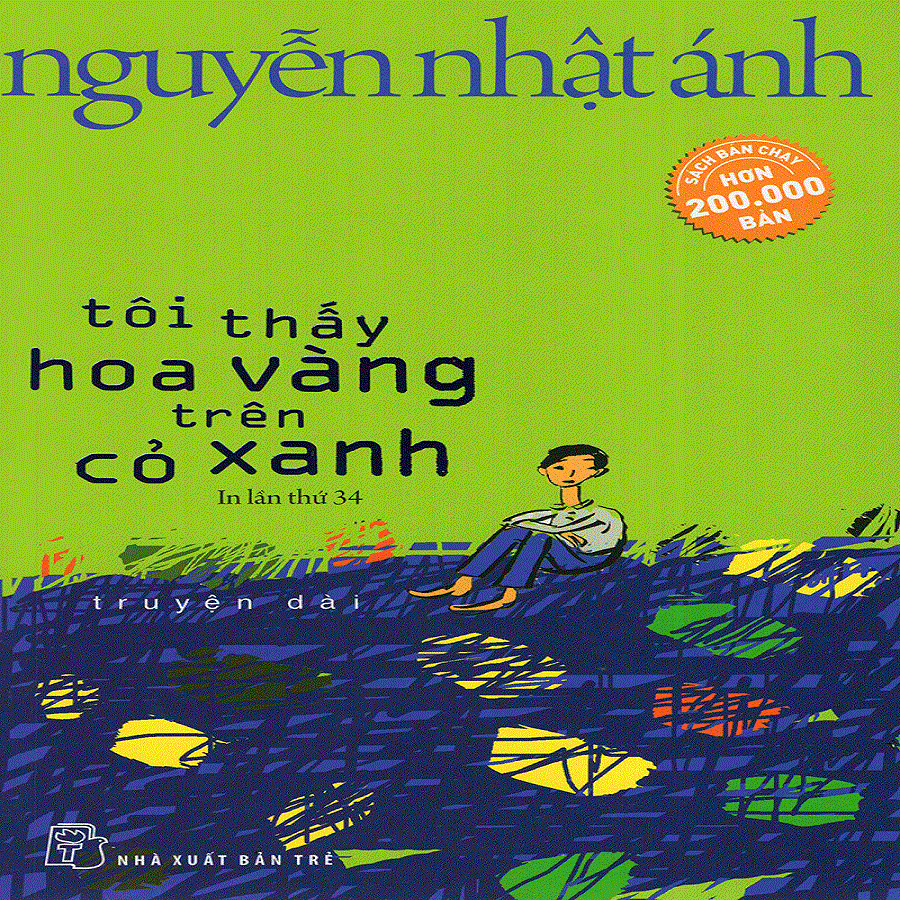 nguyễn nhật ánh
SÁCH BÁN CHẠY
HƠN
200.000
BẢN
tôi thấy
hoa vàng
trên
cỏ xanh
In lần thứ 34
truyện dài
NHÀ XUẤT BẢN TRẺ